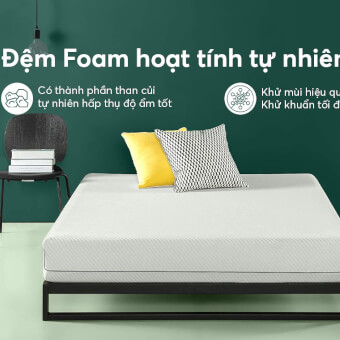 Đệm Foam hoạt tính tự nhiên
Có thành phần than củi
tự nhiên hấp thụ độ ẩm tốt
Khử mùi hiệu qu
Khử khuẩn tối đ